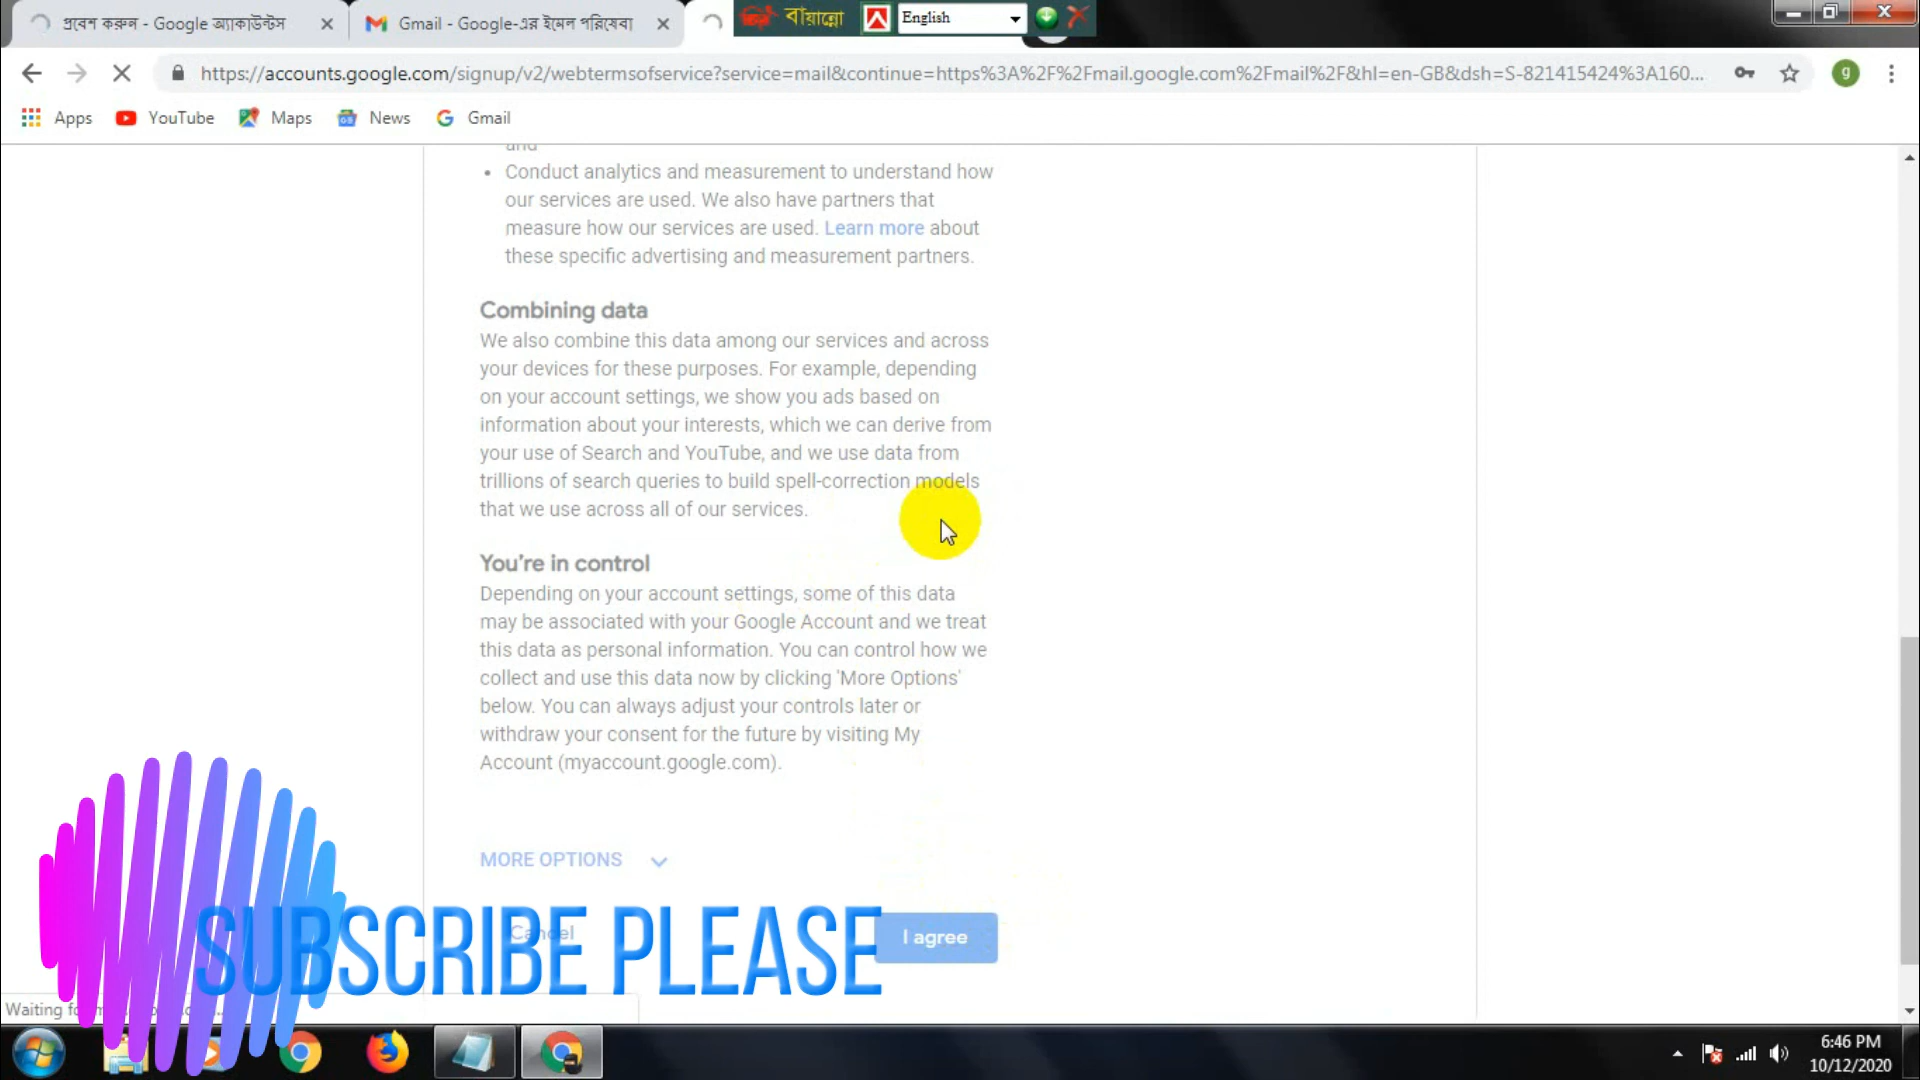 প্রবেশ করুন - Google অ্যাকাউন্টস
Gmail - Google-এর ইমেল পরিষেবা
বাঁয়ান্নো
English
https://accounts.google.com/signup/v2/webtermsofservice?service=mail&continue=https%3A%2F%2Fmail.google.com%2Fmail%2F&hl=en-GB&dsh=S-821415424%3A160...
g
Apps
YouTube
Maps
News
Gmail
and
• Conduct analytics and measurement to understand how
our services are used. We also have partners that
measure how our services are used. Learn more about
these specific advertising and measurement partners.
Combining data
We also combine this data among our services and across
your devices for these purposes. For example, depending
on your account settings, we show you ads based on
information about your interests, which we can derive from
your use of Search and YouTube, and we use data from
trillions of search queries to build spell-correction models
that we use across all of our services.
You’re in control
Depending on your account settings, some of this data
may be associated with your Google Account and we treat
this data as personal information. You can control how we
collect and use this data now by clicking 'More Options'
below. You can always adjust your controls later or
withdraw your consent for the future by visiting My
Account (myaccount.google.com).
MORE OPTIONS
Cancel
I agree
SUBSCRIBE PLEASE
Waiting
6:46 PM
10/12/2020